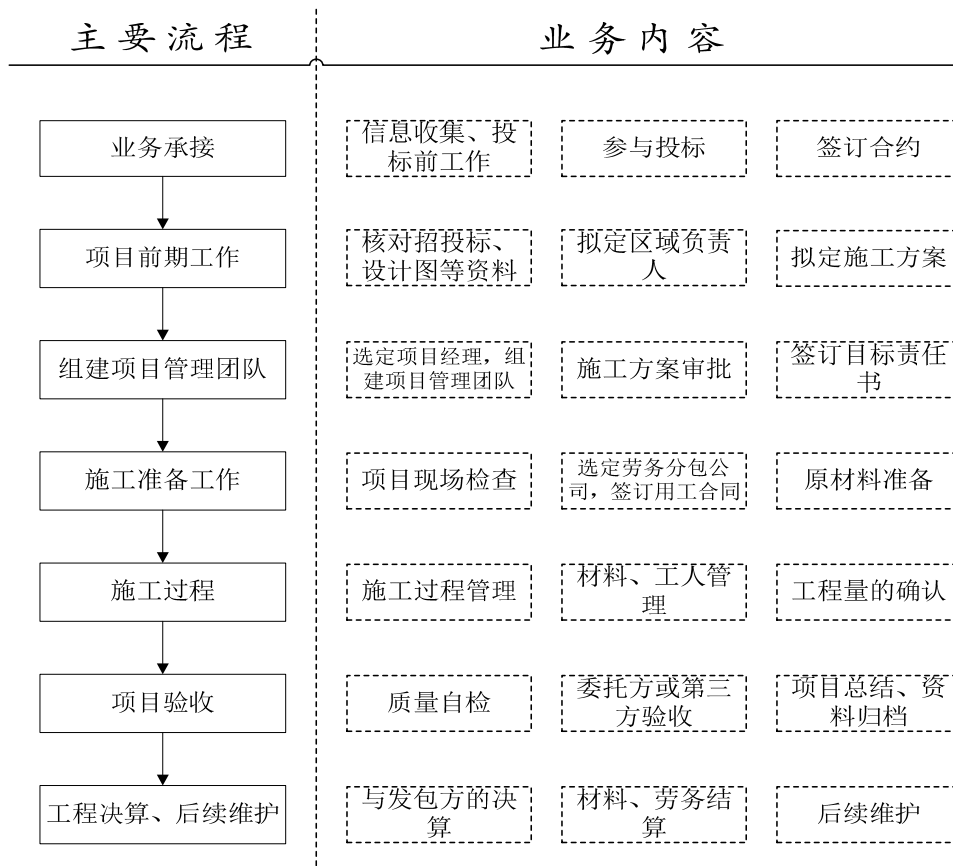 主要流程
业务内容
业务承接
信息收集、投
标前工作
参与投标
签订合约
项目前期工作
核对招投标、
设计图等资料
拟定区域负责
人
拟定施工方案
组建项目管理团队
选定项目经理，组
建项目管理团队
施工方案审批
签订目标责任
书
施工准备工作
项目现场检查
选定劳务分包公
司，签订用工合同
原材料准备
施工过程
施工过程管理
材料、工人管
理
工程量的确认
项目验收
质量自检
委托方或第三
方验收
项目总结、资
料归档
工程决算、后续维护
与发包方的决
算
材料、劳务结
算
后续维护